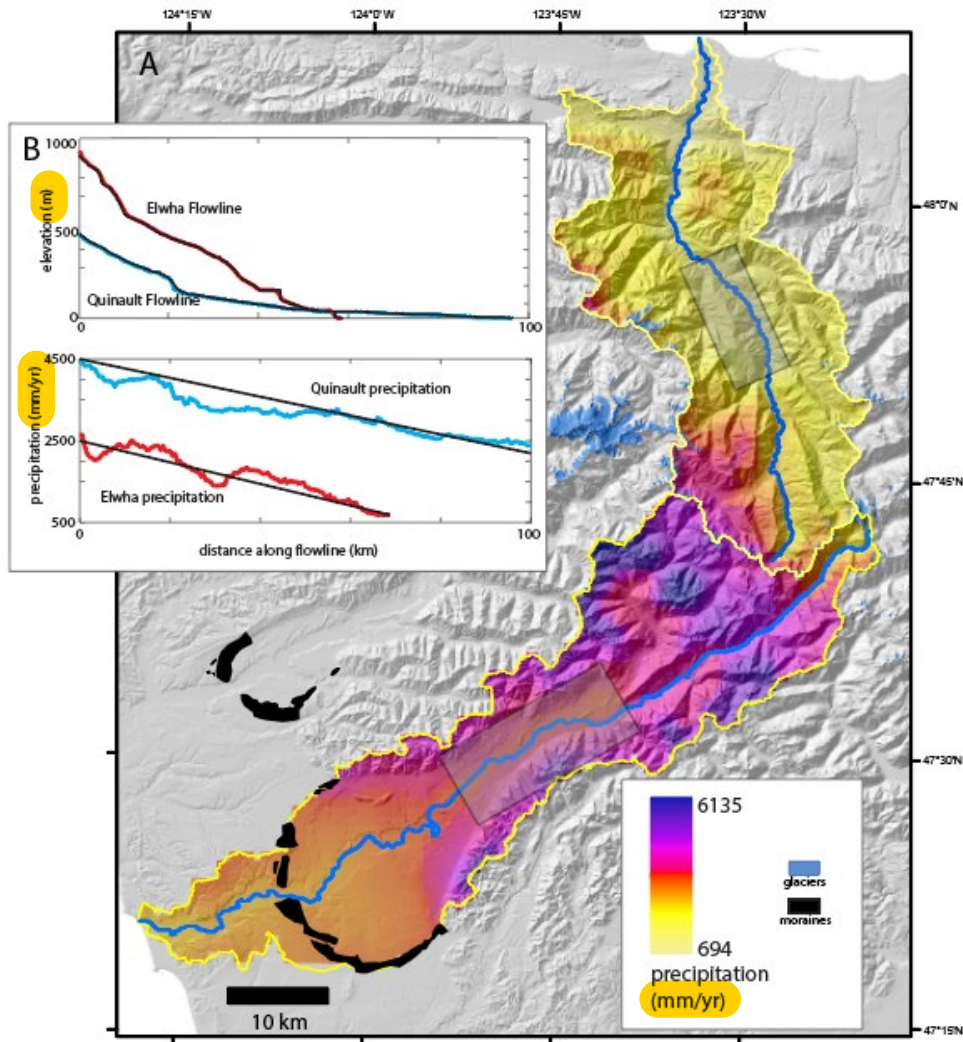 124°15'W 124°0'W 123°45'W 123°30'W
A
B
1000
elevation (m)
500
0
Elwha Flowline
Quinault Flowline
0 100
4500
precipitation (mm/yr)
2500
500
Quinault precipitation
Elwha precipitation
0 100
distance along flowline (km)
48°0'N
47°45'N
47°30'N
47°15'N
6135
694
precipitation
(mm/yr)
glaciers
moraines
10 km